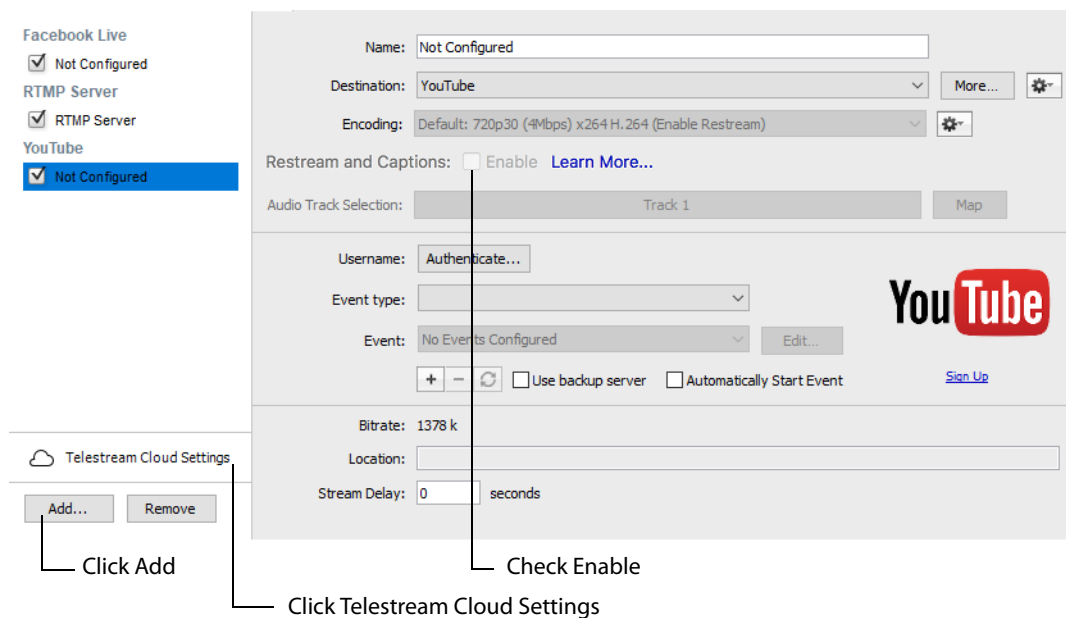 Facebook Live
Not Configured
RTMP Server
RTMP Server
YouTube
Not Configured
Telestream Cloud Settings
Add...
Remove
Name: Not Configured
Destination: YouTube More...
Encoding: Default: 720p30 (4Mbps) x264 H.264 (Enable Restream)
Restream and Captions: Enable Learn More...
Audio Track Selection: Track 1 Map
Username: Authenticate...
Event type:
Event: No Events Configured Edit...
+ − Use backup server Automatically Start Event
YouTube
Sign Up
Bitrate: 1378 k
Location:
Stream Delay: 0 seconds
Click Add
Check Enable
Click Telestream Cloud Settings